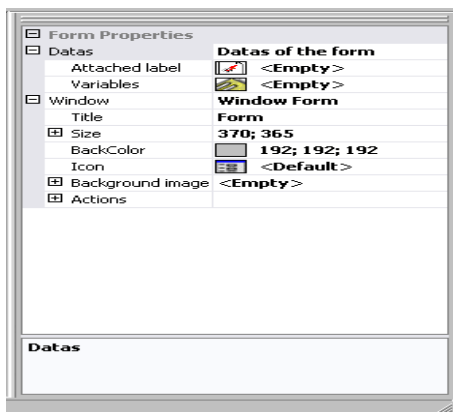 Form Properties
Datas Datas of the form
Attached label <Empty>
Variables <Empty>
Window Window Form
Title Form
Size 370; 365
BackColor 192; 192; 192
Icon <Default>
Background image <Empty>
Actions
Datas